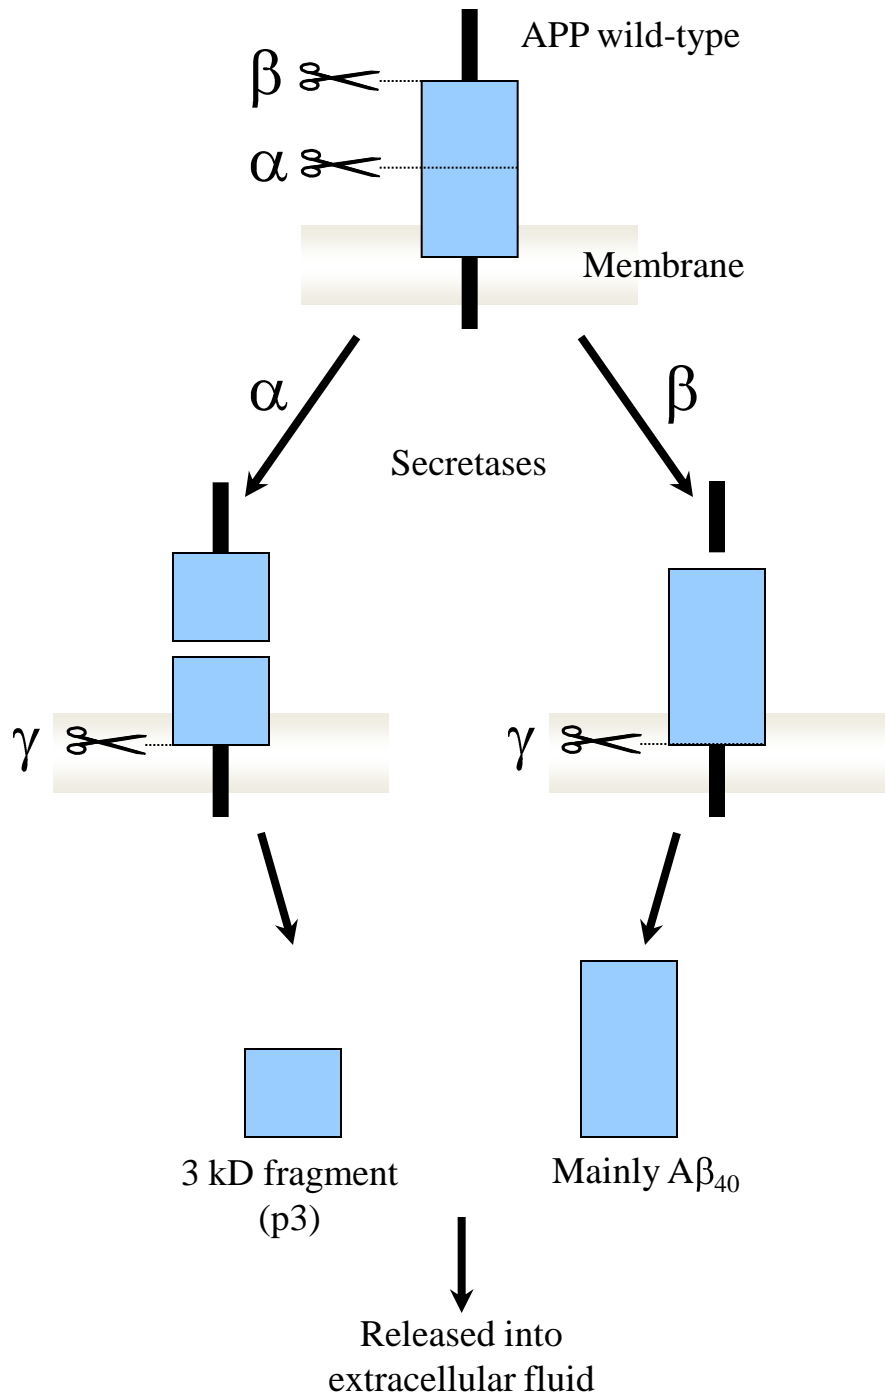 APP wild-type
β
α
Membrane
α
β
Secretases
γ
γ
3 kD fragment
(p3)
Mainly Aβ₄₀
Released into
extracellular fluid